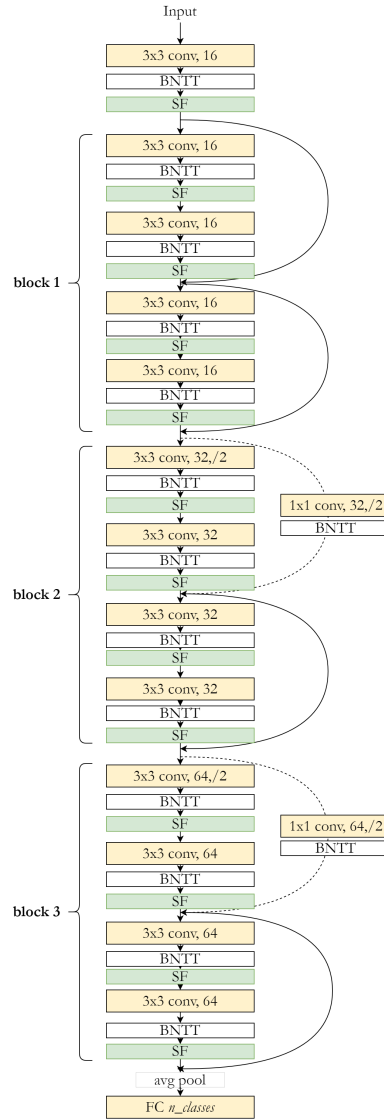 Input
3x3 conv, 16
BNTT
SF
3x3 conv, 16
BNTT
SF
3x3 conv, 16
BNTT
SF
block 1
3x3 conv, 16
BNTT
SF
3x3 conv, 16
BNTT
SF
3x3 conv, 32,/2
BNTT
SF
1x1 conv, 32,/2
BNTT
3x3 conv, 32
BNTT
SF
block 2
3x3 conv, 32
BNTT
SF
3x3 conv, 32
BNTT
SF
3x3 conv, 64,/2
BNTT
SF
1x1 conv, 64,/2
BNTT
3x3 conv, 64
BNTT
SF
block 3
3x3 conv, 64
BNTT
SF
3x3 conv, 64
BNTT
SF
avg pool
FC n_classes